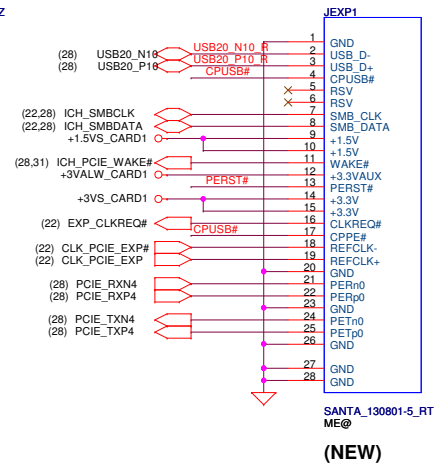 Z
JEXP1
1 GND
(28) USB20_N10 USB20_N10_R 2 USB_D-
(28) USB20_P10 USB20_P10_R 3 USB_D+
CPUSB# 4 CPUSB#
5 RSV
6 RSV
(22,28) ICH_SMBCLK 7 SMB_CLK
(22,28) ICH_SMBDATA 8 SMB_DATA
+1.5VS_CARD1 9 +1.5V
10 +1.5V
(28,31) ICH_PCIE_WAKE# 11 WAKE#
+3VALW_CARD1 12 +3.3VAUX
PERST# 13 PERST#
+3VS_CARD1 14 +3.3V
15 +3.3V
(22) EXP_CLKREQ# 16 CLKREQ#
CPUSB# 17 CPPE#
(22) CLK_PCIE_EXP# 18 REFCLK-
(22) CLK_PCIE_EXP 19 REFCLK+
20 GND
(28) PCIE_RXN4 21 PERn0
(28) PCIE_RXP4 22 PERp0
23 GND
(28) PCIE_TXN4 24 PETn0
(28) PCIE_TXP4 25 PETp0
26 GND
27 GND
28 GND
SANTA_130801-5_RT
ME@
(NEW)